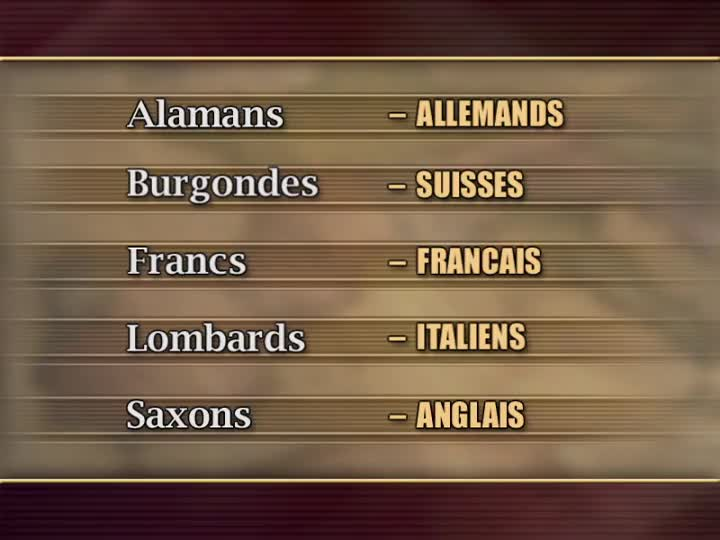 Alamans – ALLEMANDS
Burgondes – SUISSES
Francs – FRANCAIS
Lombards – ITALIENS
Saxons – ANGLAIS